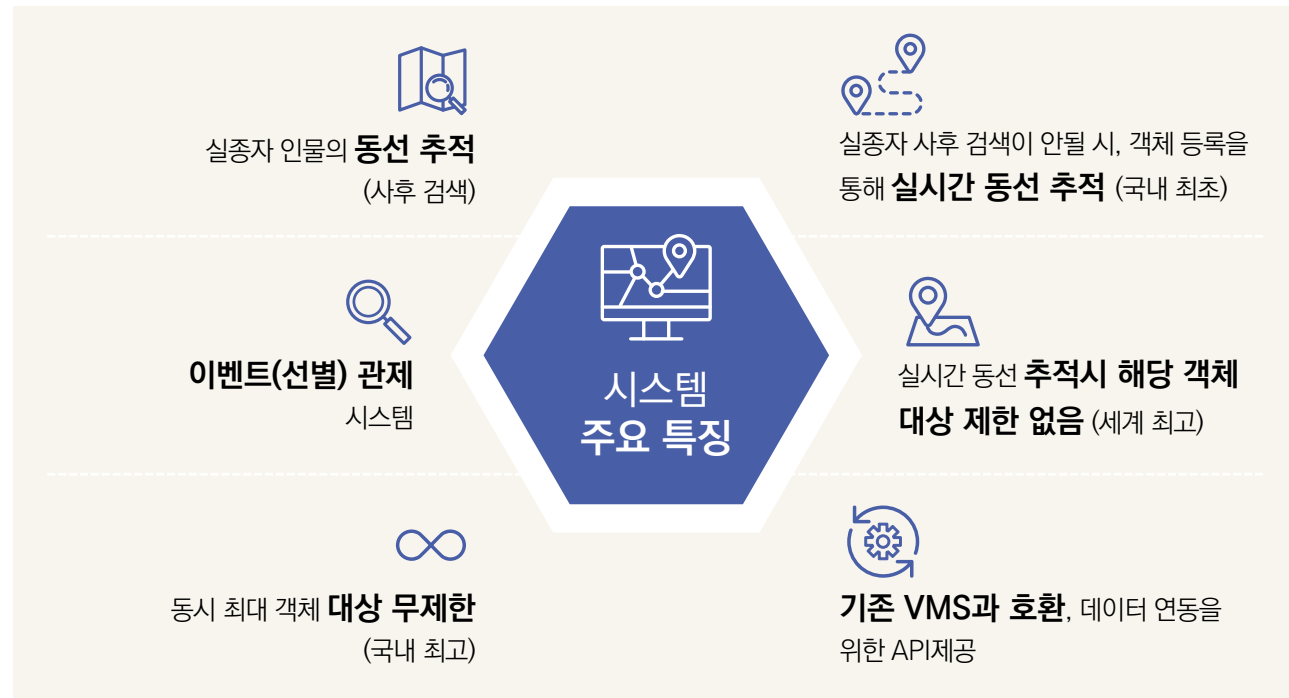 실종자 인물의 동선 추적
(사후 검색)
실종자 사후 검색이 안될 시, 객체 등록을
통해 실시간 동선 추적 (국내 최초)
이벤트(선별) 관제
시스템
시스템
주요 특징
실시간 동선 추적시 해당 객체
대상 제한 없음 (세계 최고)
동시 최대 객체 대상 무제한
(국내 최고)
기존 VMS과 호환, 데이터 연동을
위한 API제공